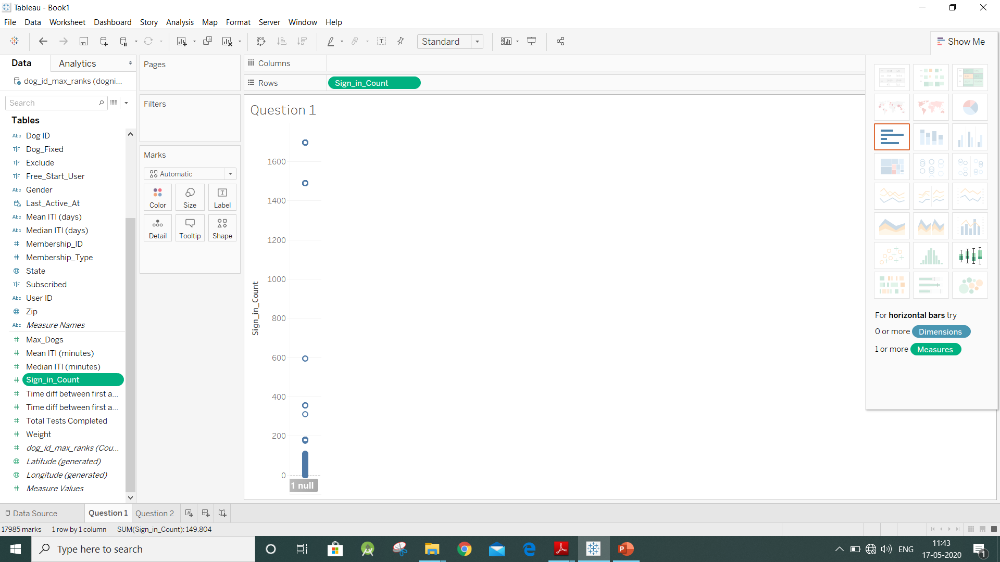 Tableau - Book1
File Data Worksheet Dashboard Story Analysis Map Format Server Window Help
Standard
Show Me
Data
Analytics
dog_id_max_ranks (dogni...
Search
Tables
Abc Dog ID
T|F Dog_Fixed
T|F Exclude
T|F Free_Start_User
Abc Gender
Last_Active_At
Abc Mean ITI (days)
Abc Median ITI (days)
# Membership_ID
# Membership_Type
State
T|F Subscribed
Abc User ID
Zip
Abc Measure Names
# Max_Dogs
# Mean ITI (minutes)
# Median ITI (minutes)
# Sign_in_Count
# Time diff between first a...
# Time diff between first a...
# Total Tests Completed
# Weight
# dog_id_max_ranks (Cou...
Latitude (generated)
Longitude (generated)
# Measure Values
Pages
Filters
Marks
Automatic
Color Size Label
Detail Tooltip Shape
Columns
Rows
Sign_in_Count
Question 1
Sign_in_Count
1600
1400
1200
1000
800
600
400
200
0
1 null
For horizontal bars try
0 or more Dimensions
1 or more Measures
Data Source
Question 1
Question 2
17985 marks 1 row by 1 column SUM(Sign_in_Count): 149,804
Type here to search
ENG
11:43
17-05-2020
1